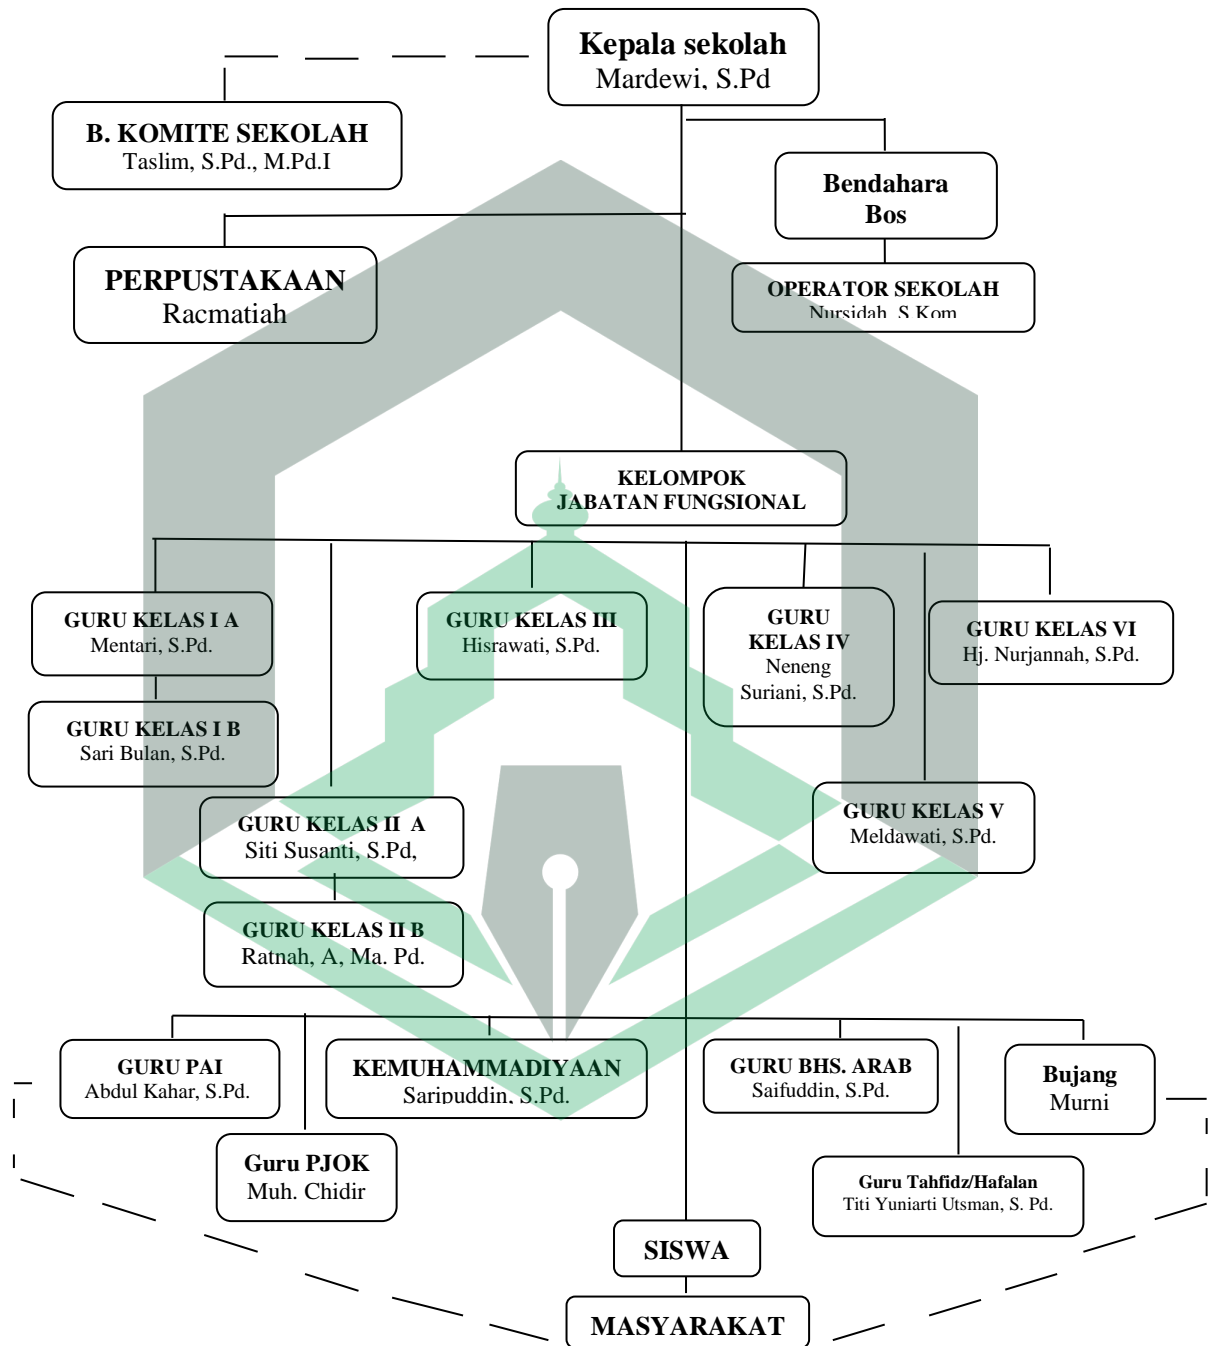 Kepala sekolah
Mardewi, S.Pd
B. KOMITE SEKOLAH
Taslim, S.Pd., M.Pd.I
Bendahara
Bos
PERPUSTAKAAN
Racmatiah
OPERATOR SEKOLAH
Nursidah, S.Kom
KELOMPOK
JABATAN FUNGSIONAL
GURU KELAS I A
Mentari, S.Pd.
GURU KELAS III
Hisrawati, S.Pd.
GURU
KELAS IV
Neneng
Suriani, S.Pd.
GURU KELAS VI
Hj. Nurjannah, S.Pd.
GURU KELAS I B
Sari Bulan, S.Pd.
GURU KELAS II A
Siti Susanti, S.Pd,
GURU KELAS V
Meldawati, S.Pd.
GURU KELAS II B
Ratnah, A, Ma. Pd.
GURU PAI
Abdul Kahar, S.Pd.
KEMUHAMMADIYAAN
Saripuddin, S.Pd.
GURU BHS. ARAB
Saifuddin, S.Pd.
Bujang
Murni
Guru PJOK
Muh. Chidir
Guru Tahfidz/Hafalan
Titi Yuniarti Utsman, S. Pd.
SISWA
MASYARAKAT